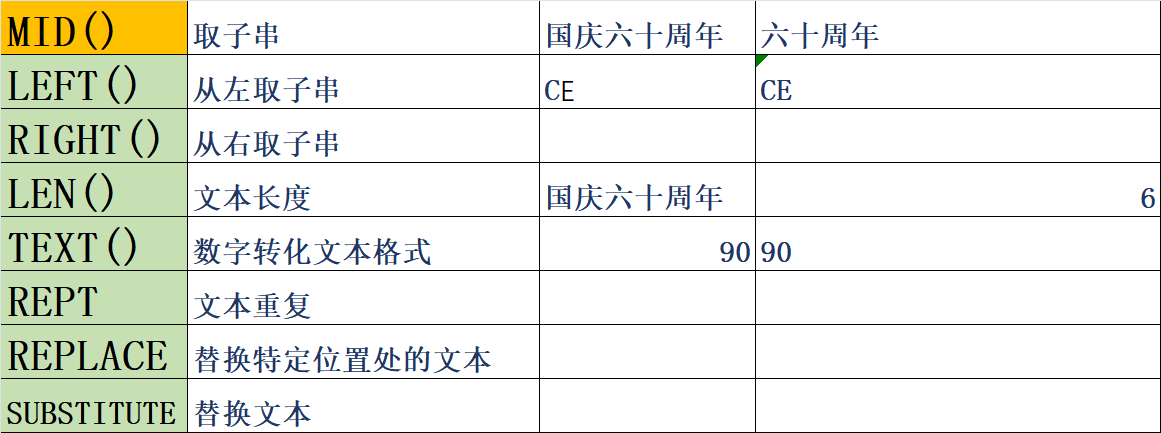 MID() 取子串 国庆六十周年 六十周年
LEFT() 从左取子串 CE CE
RIGHT() 从右取子串
LEN() 文本长度 国庆六十周年 6
TEXT() 数字转化文本格式 90 90
REPT 文本重复
REPLACE 替换特定位置处的文本
SUBSTITUTE 替换文本